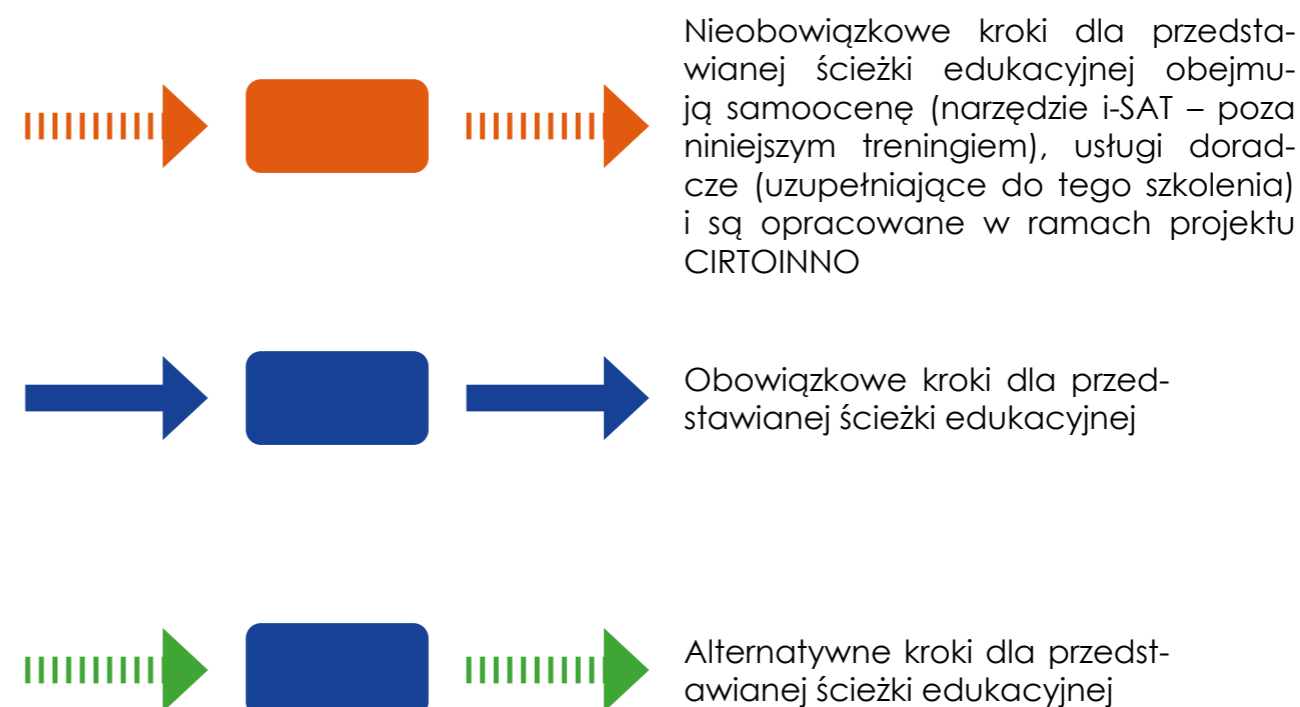 Nieobowiązkowe kroki dla przedsta-
wianej ścieżki edukacyjnej obejmu-
ją samoocenę (narzędzie i-SAT – poza
niniejszym treningiem), usługi dorad-
cze (uzupełniające do tego szkolenia)
i są opracowane w ramach projektu
CIRTOINNO
Obowiązkowe kroki dla przed-
stawianej ścieżki edukacyjnej
Alternatywne kroki dla przedst-
awianej ścieżki edukacyjnej